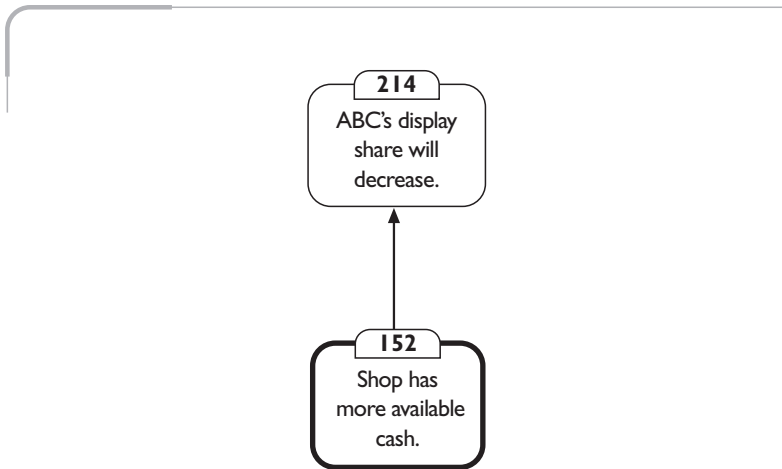 214
ABC’s display
share will
decrease.
152
Shop has
more available
cash.